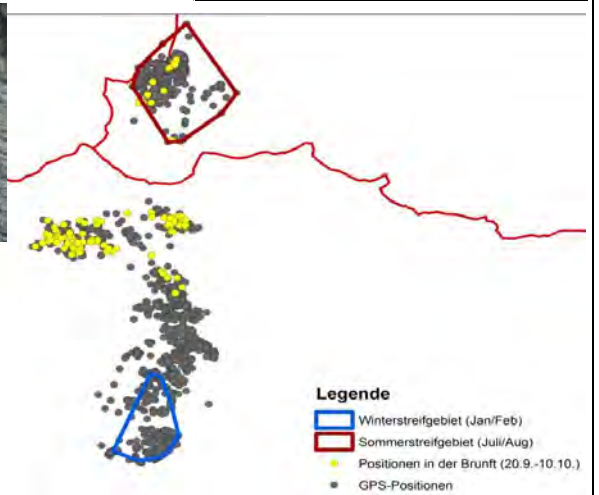 Legende
Winterstreifgebiet (Jan/Feb)
Sommerstreifgebiet (Juli/Aug)
Positionen in der Brunft (20.9.-10.10.)
GPS-Positionen